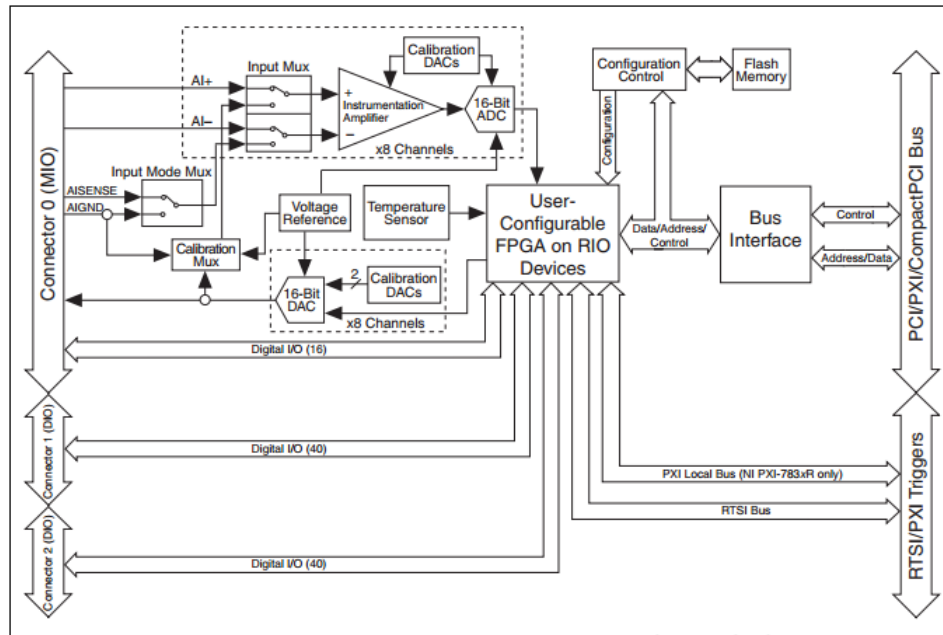 Connector 0 (MIO)
AI+
AI−
Input Mux
+
Instrumentation
Amplifier
−
Calibration
DACs
16-Bit
ADC
x8 Channels
Configuration
Control
Flash
Memory
Configuration
PCI/PXI/CompactPCI Bus
Input Mode Mux
AISENSE
AIGND
Voltage
Reference
Temperature
Sensor
User-
Configurable
FPGA on RIO
Devices
Data/Address/
Control
Bus
Interface
Control
Address/Data
Calibration
Mux
16-Bit
DAC
2
Calibration
DACs
x8 Channels
Digital I/O (16)
Connector 1 (DIO)
Digital I/O (40)
PXI Local Bus (NI PXI-783xR only)
RTSI Bus
RTSI/PXI Triggers
Connector 2 (DIO)
Digital I/O (40)